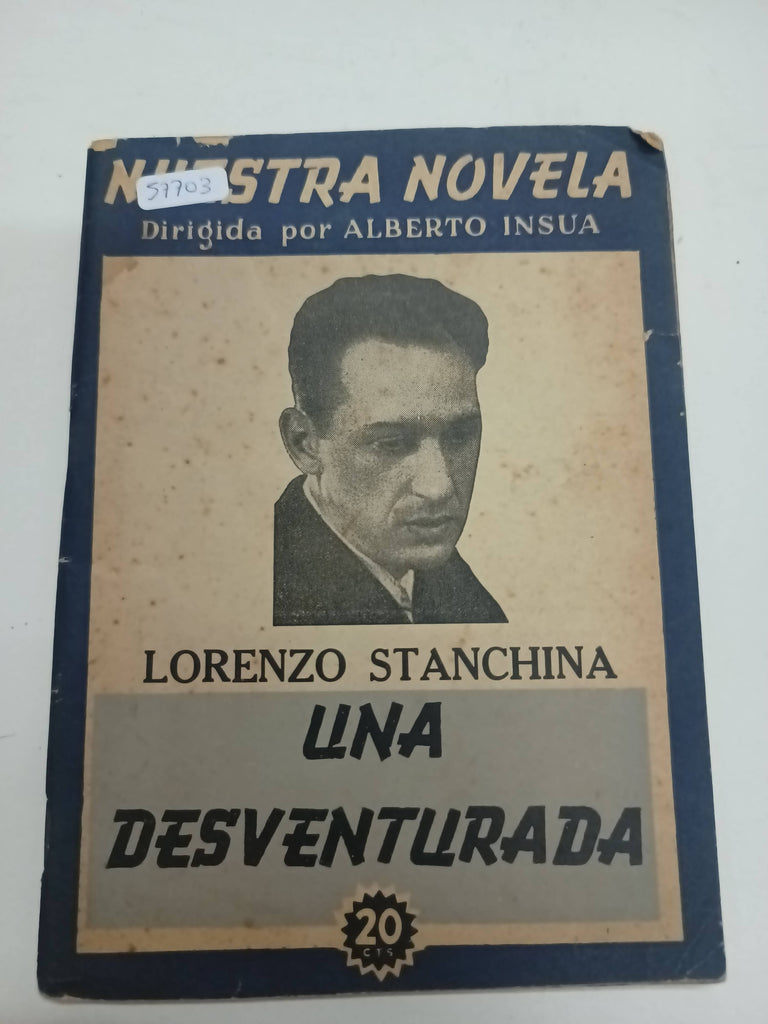 NUESTRA NOVELA
57703
Dirigida por ALBERTO INSUA
LORENZO STANCHINA
UNA
DESVENTURADA
20
CTS